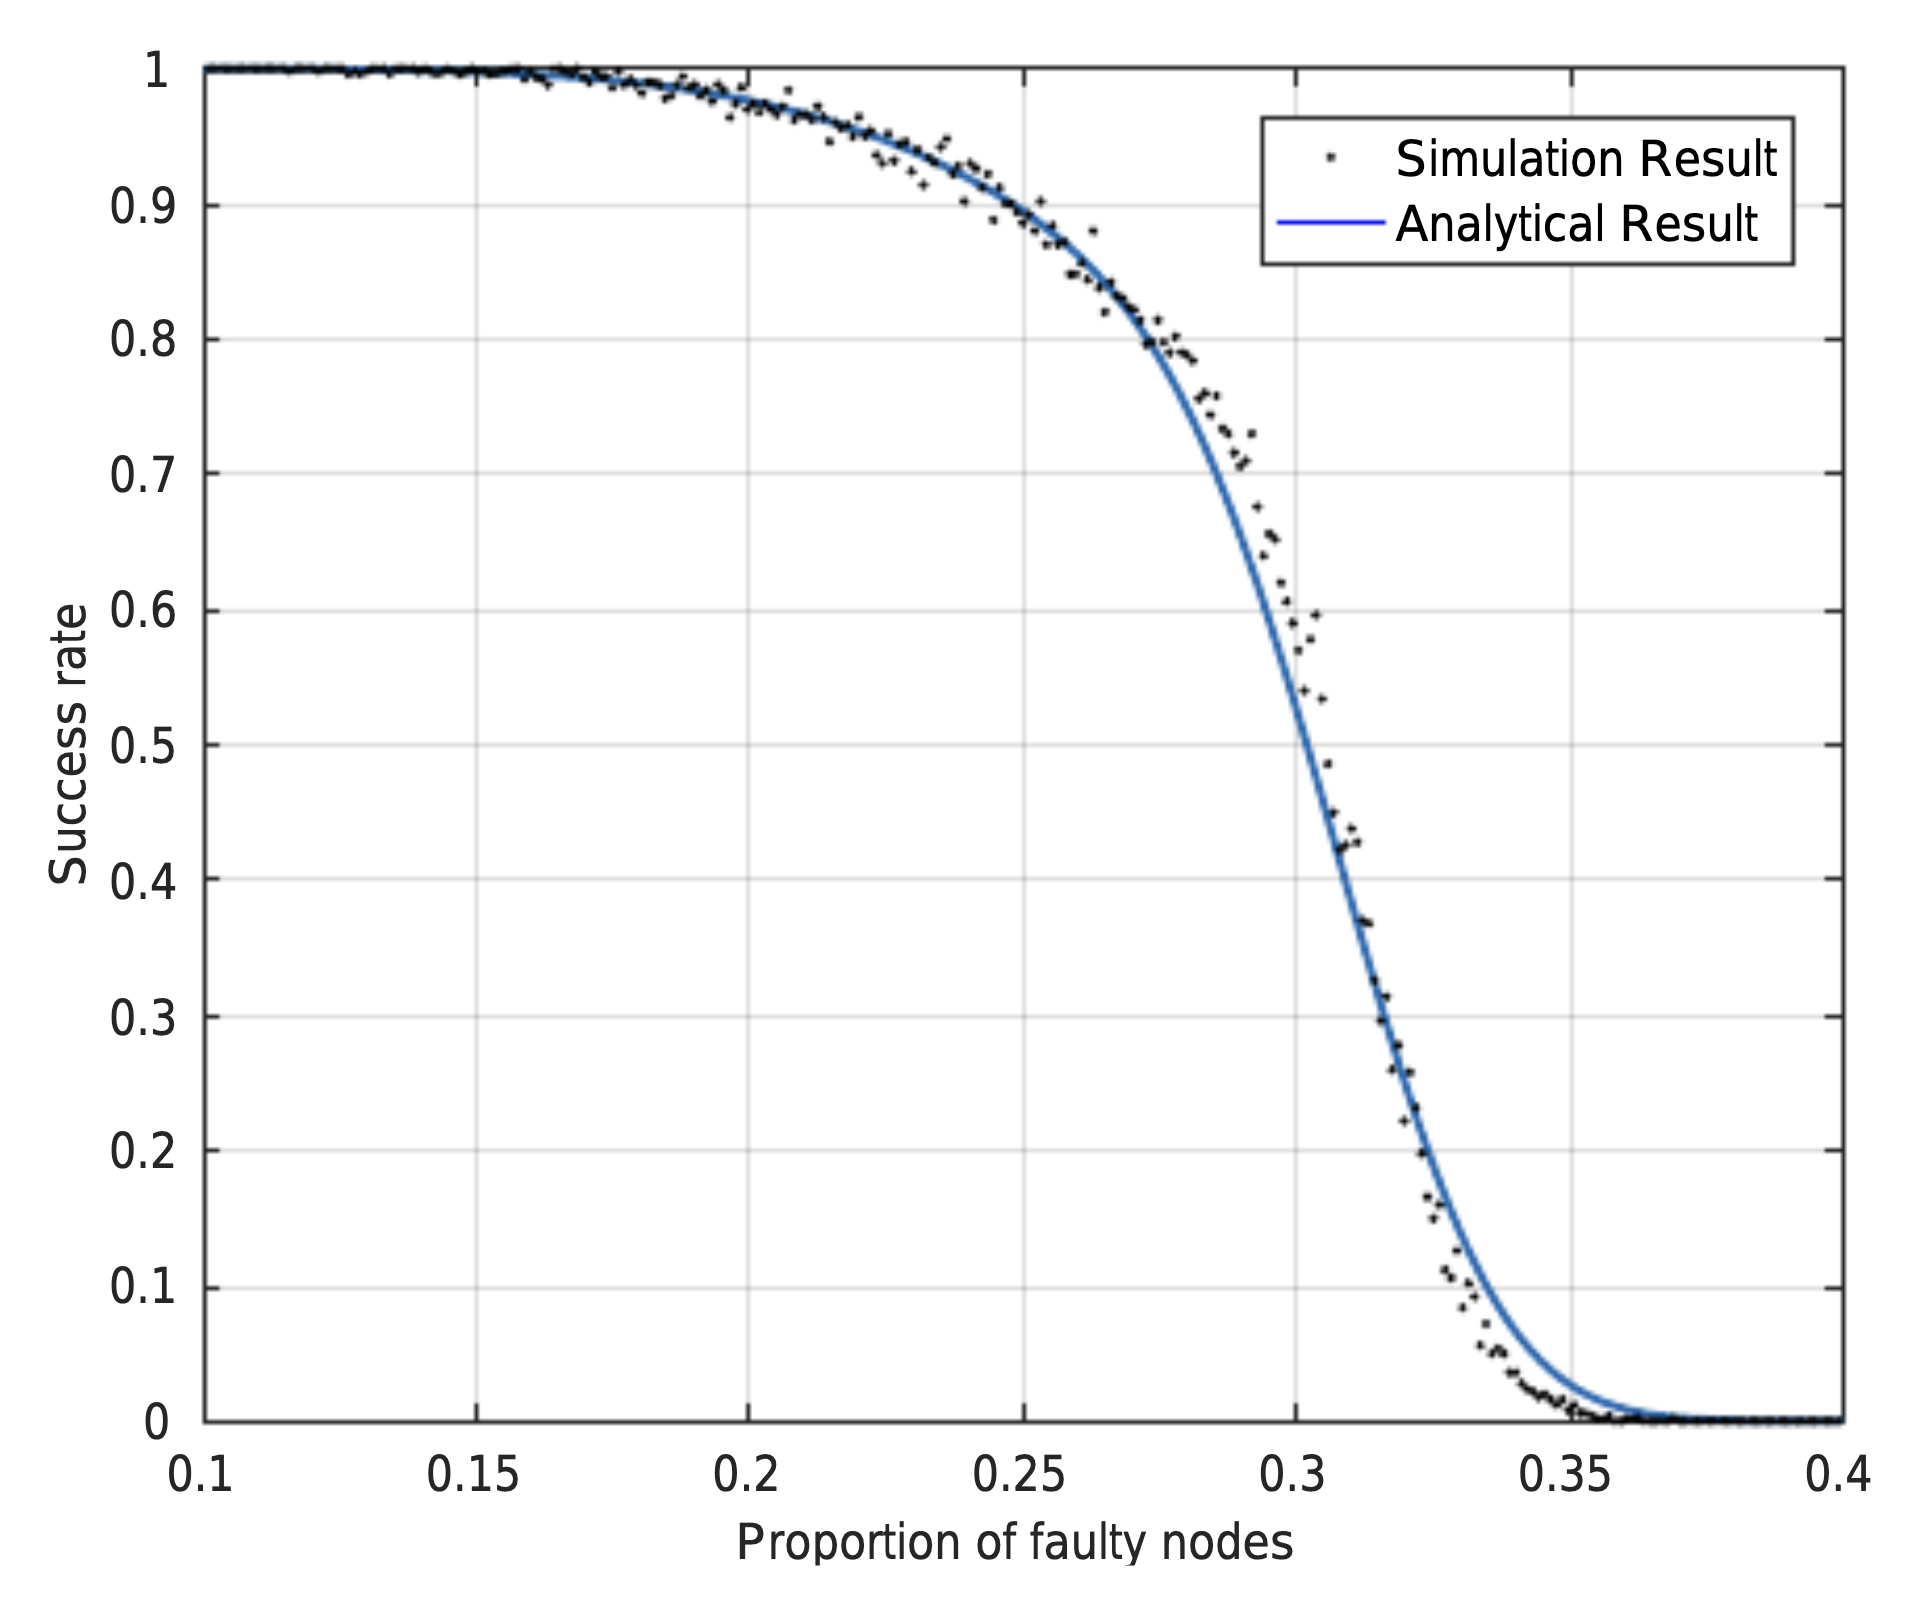 1
0.9
0.8
0.7
0.6
0.5
0.4
0.3
0.2
0.1
0
Success rate
Simulation Result
Analytical Result
0.1 0.15 0.2 0.25 0.3 0.35 0.4
Proportion of faulty nodes